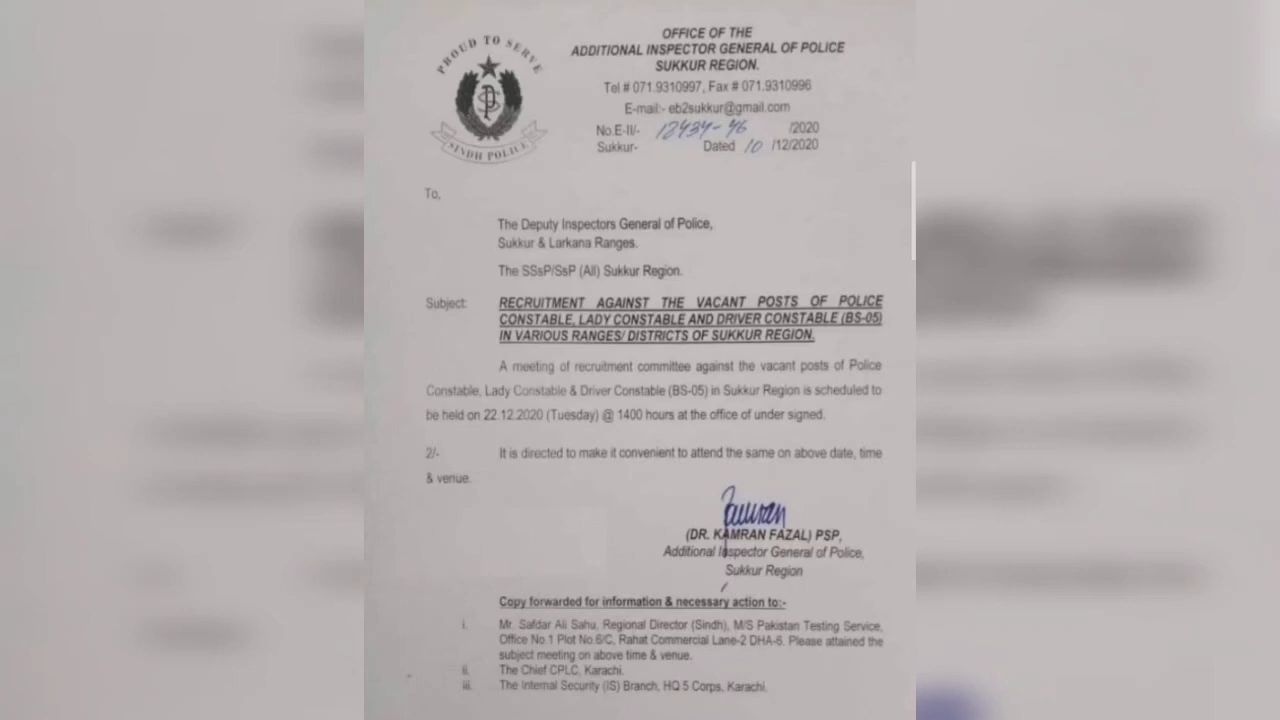 PROUD TO SERVE
SINDH POLICE
OFFICE OF THE
ADDITIONAL INSPECTOR GENERAL OF POLICE
SUKKUR REGION.
Tel # 071.9310997, Fax # 071.9310996
E-mail:- eb2sukkur@gmail.com
No.E-II/- 12434-46 /2020
Sukkur- Dated 10 /12/2020
To,
The Deputy Inspectors General of Police,
Sukkur & Larkana Ranges.
The SSsP/SsP (All) Sukkur Region.
Subject: RECRUITMENT AGAINST THE VACANT POSTS OF POLICE
CONSTABLE, LADY CONSTABLE AND DRIVER CONSTABLE (BS-05)
IN VARIOUS RANGES/ DISTRICTS OF SUKKUR REGION.
A meeting of recruitment committee against the vacant posts of Police
Constable, Lady Constable & Driver Constable (BS-05) in Sukkur Region is scheduled to
be held on 22.12.2020 (Tuesday) @ 1400 hours at the office of under signed.
2/- It is directed to make it convenient to attend the same on above date, time
& venue.
(DR. KAMRAN FAZAL) PSP,
Additional Inspector General of Police,
Sukkur Region
Copy forwarded for information & necessary action to:-
i. Mr. Safdar Ali Sahu, Regional Director (Sindh), M/S Pakistan Testing Service,
Office No.1 Plot No.6/C, Rahat Commercial Lane-2 DHA-6. Please attained the
subject meeting on above time & venue.
ii. The Chief CPLC, Karachi.
iii. The Internal Security (IS) Branch, HQ 5 Corps, Karachi.